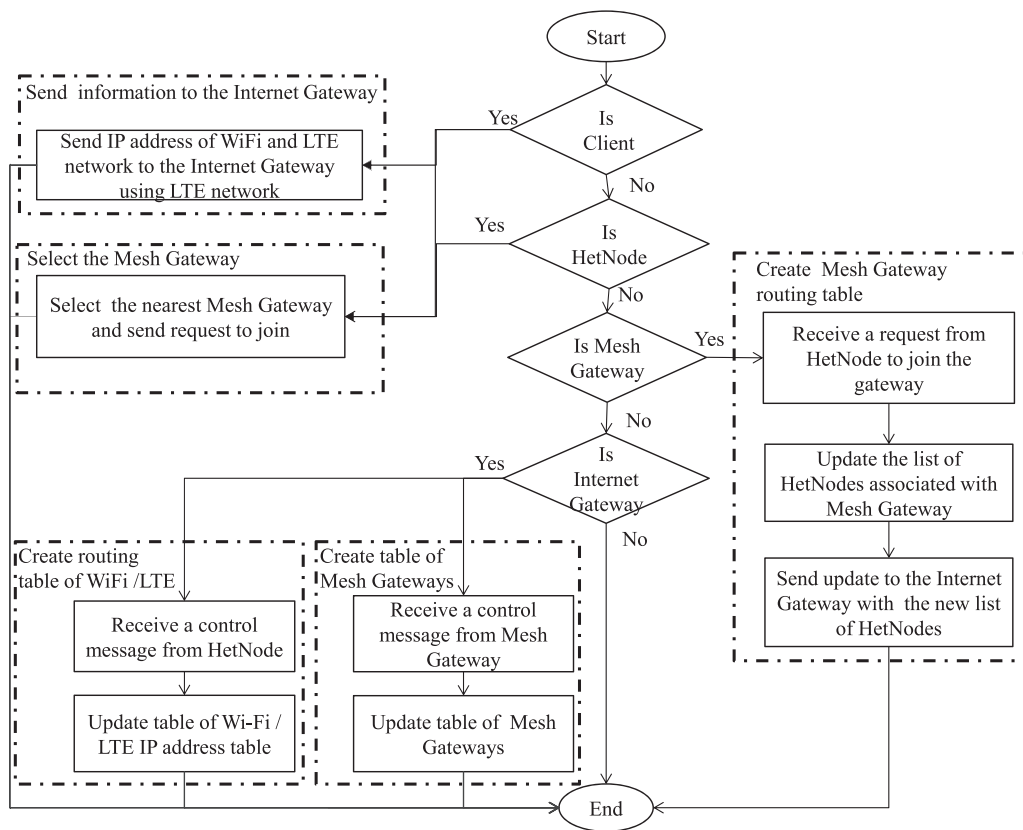 Start
Send  information to the Internet Gateway
Yes
Is
Client
Send IP address of WiFi and LTE
network to the Internet Gateway
using LTE network
No
Yes
Is
HetNode
Select the Mesh Gateway
Select  the nearest Mesh Gateway
and send request to join
No
Create  Mesh Gateway
routing table
Is Mesh
Gateway
Yes
Receive a request from
HetNode to join the
gateway
No
Yes
Is
Internet
Gateway
Update the list of
HetNodes associated with
Mesh Gateway
No
Create routing
table of WiFi /LTE
Create table of
Mesh Gateways
Send update to the Internet
Gateway with  the new list
of HetNodes
Receive a control
message from HetNode
Receive a control
message from Mesh
Gateway
Update table of Wi-Fi /
LTE IP address table
Update table of  Mesh
Gateways
End